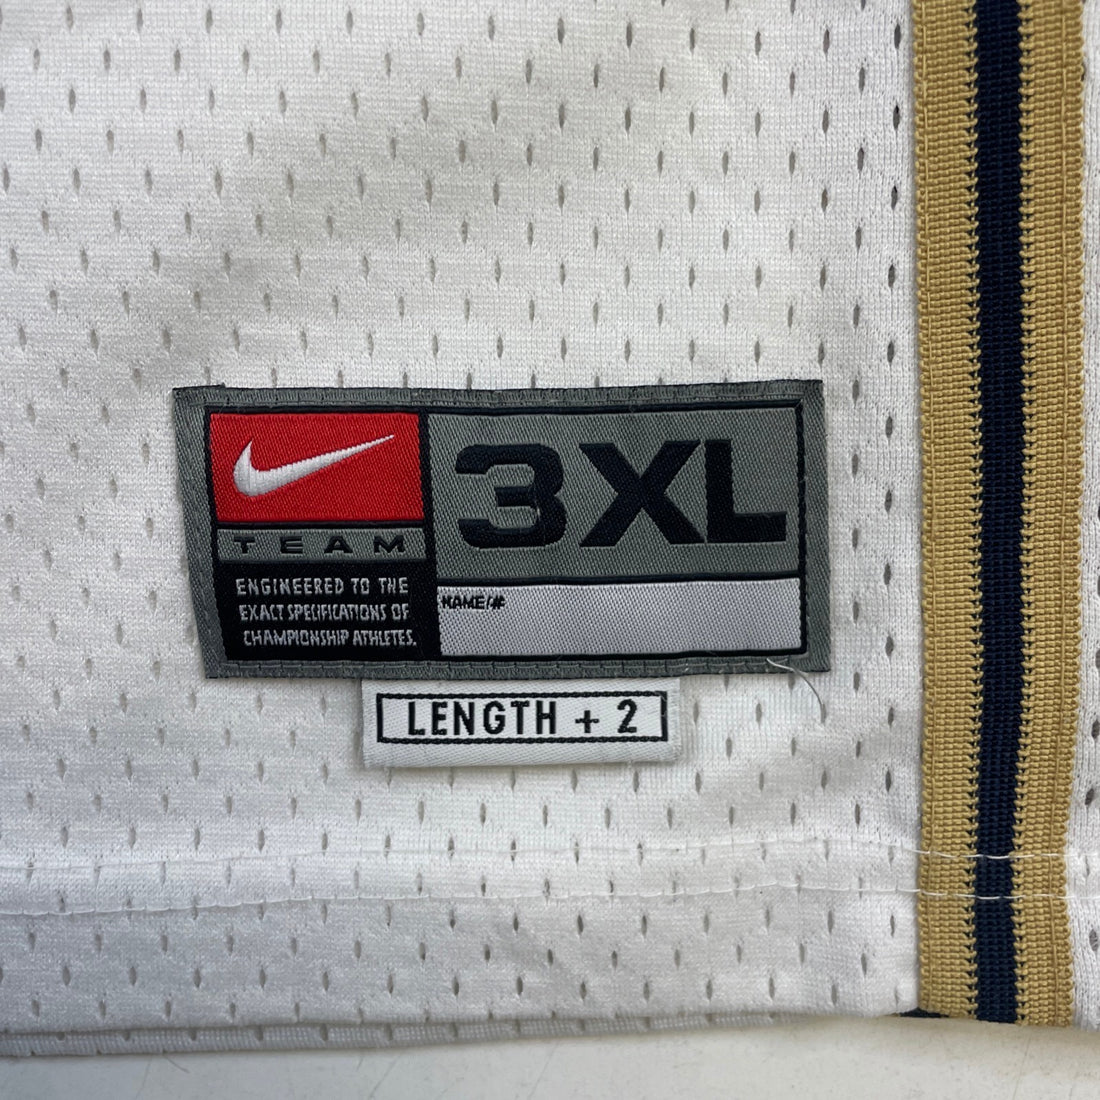 3XL
TEAM
ENGINEERED TO THE
EXACT SPECIFICATIONS OF
CHAMPIONSHIP ATHLETES.
NAME/#
LENGTH + 2